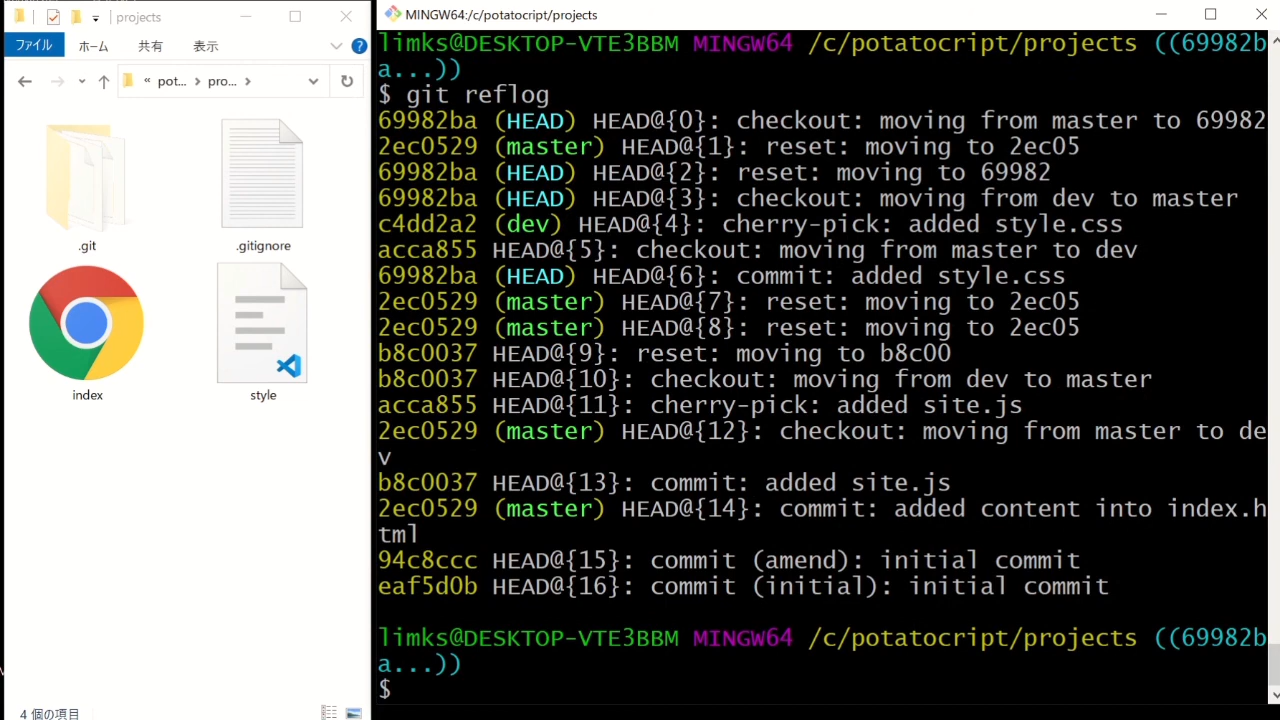 projects
ファイル
ホーム
共有
表示
« pot... > pro... >
.git
.gitignore
index
style
4 個の項目
MINGW64:/c/potatocript/projects
limks@DESKTOP-VTE3BBM MINGW64 /c/potatocript/projects ((69982b
a...))
$ git reflog
69982ba (HEAD) HEAD@{0}: checkout: moving from master to 69982
2ec0529 (master) HEAD@{1}: reset: moving to 2ec05
69982ba (HEAD) HEAD@{2}: reset: moving to 69982
69982ba (HEAD) HEAD@{3}: checkout: moving from dev to master
c4dd2a2 (dev) HEAD@{4}: cherry-pick: added style.css
acca855 HEAD@{5}: checkout: moving from master to dev
69982ba (HEAD) HEAD@{6}: commit: added style.css
2ec0529 (master) HEAD@{7}: reset: moving to 2ec05
2ec0529 (master) HEAD@{8}: reset: moving to 2ec05
b8c0037 HEAD@{9}: reset: moving to b8c00
b8c0037 HEAD@{10}: checkout: moving from dev to master
acca855 HEAD@{11}: cherry-pick: added site.js
2ec0529 (master) HEAD@{12}: checkout: moving from master to de
v
b8c0037 HEAD@{13}: commit: added site.js
2ec0529 (master) HEAD@{14}: commit: added content into index.h
tml
94c8ccc HEAD@{15}: commit (amend): initial commit
eaf5d0b HEAD@{16}: commit (initial): initial commit
limks@DESKTOP-VTE3BBM MINGW64 /c/potatocript/projects ((69982b
a...))
$